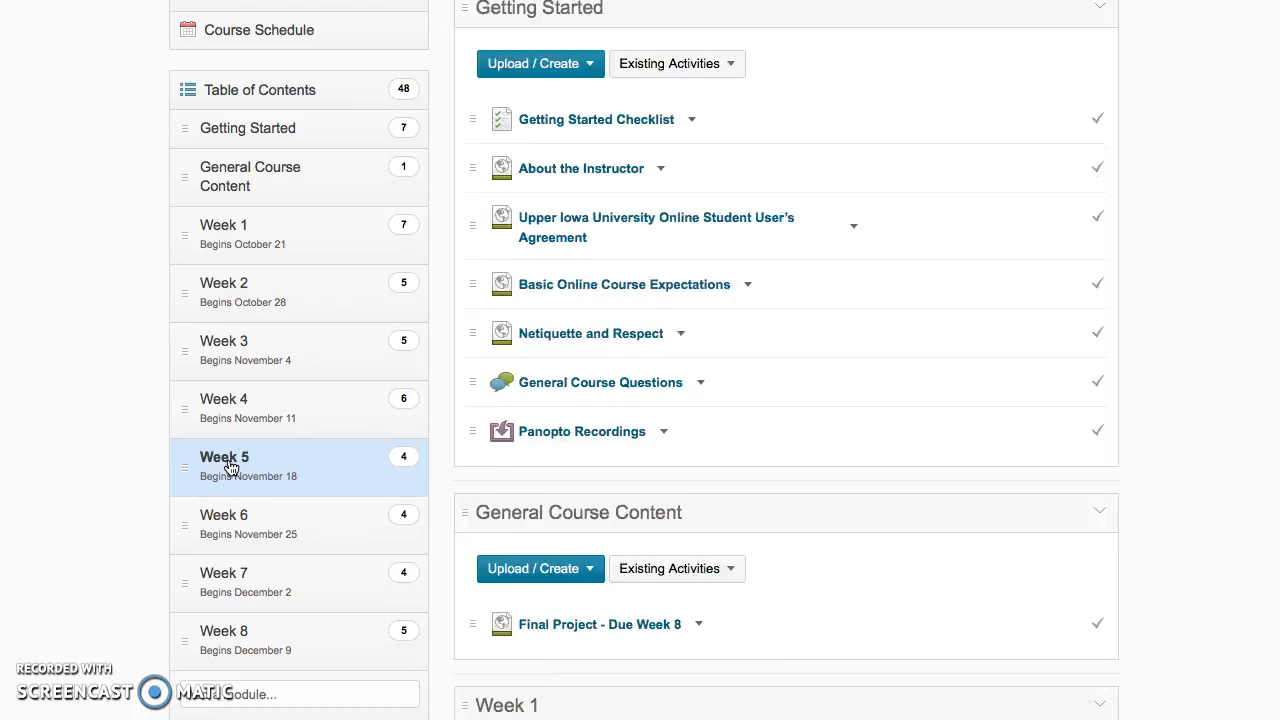 Course Schedule
Table of Contents 48
Getting Started 7
General Course 1
Content
Week 1 7
Begins October 21
Week 2 5
Begins October 28
Week 3 5
Begins November 4
Week 4 6
Begins November 11
Week 5 4
Begins November 18
Week 6 4
Begins November 25
Week 7 4
Begins December 2
Week 8 5
Begins December 9
Getting Started
Upload / Create Existing Activities
Getting Started Checklist
About the Instructor
Upper Iowa University Online Student User’s
Agreement
Basic Online Course Expectations
Netiquette and Respect
General Course Questions
Panopto Recordings
General Course Content
Upload / Create Existing Activities
Final Project - Due Week 8
Week 1
RECORDED WITH
SCREENCAST MATIC